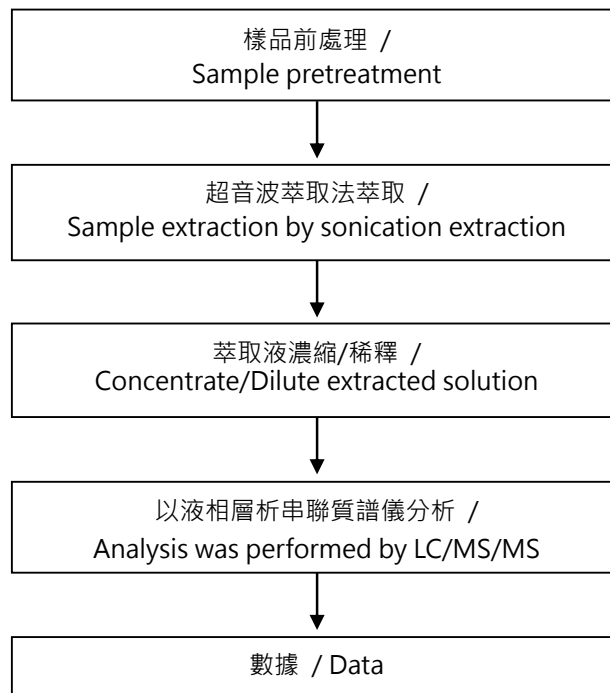 樣品前處理 /
Sample pretreatment
超音波萃取法萃取 /
Sample extraction by sonication extraction
萃取液濃縮/稀釋 /
Concentrate/Dilute extracted solution
以液相層析串聯質譜儀分析 /
Analysis was performed by LC/MS/MS
數據 / Data